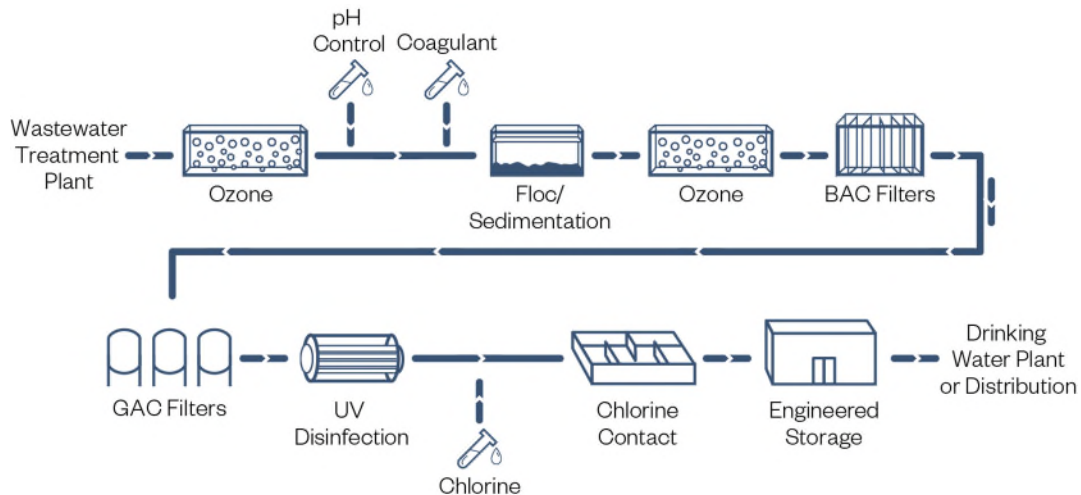 pH
Control
Coagulant
Wastewater
Treatment
Plant
Ozone
Floc/
Sedimentation
Ozone
BAC Filters
GAC Filters
UV
Disinfection
Chlorine
Chlorine
Contact
Engineered
Storage
Drinking
Water Plant
or Distribution